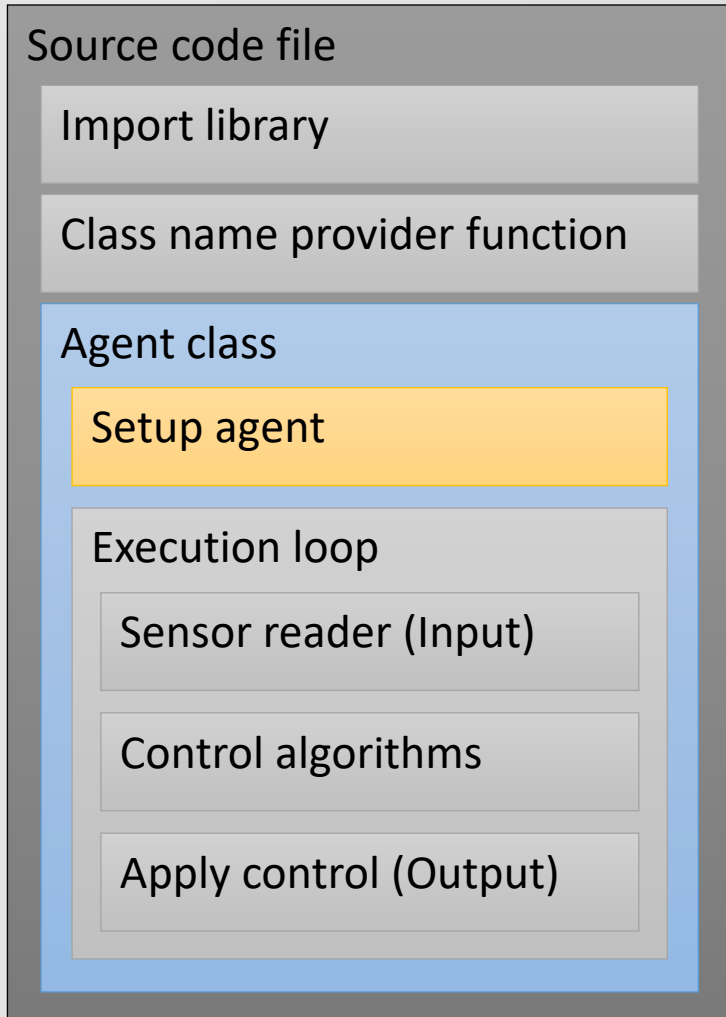 Source code file
Import library
Class name provider function
Agent class
Setup agent
Execution loop
Sensor reader (Input)
Control algorithms
Apply control (Output)